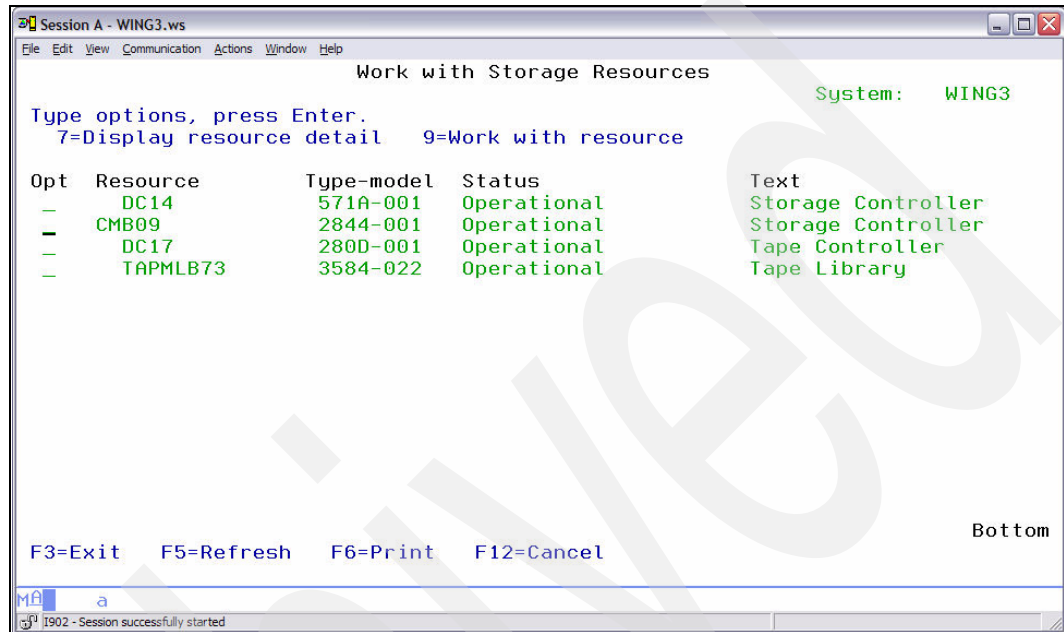 Session A - WING3.ws
File Edit View Communication Actions Window Help
Work with Storage Resources
System: WING3
Type options, press Enter.
7=Display resource detail 9=Work with resource
Opt Resource Type-model Status Text
_ DC14 571A-001 Operational Storage Controller
_ CMB09 2844-001 Operational Storage Controller
_ DC17 280D-001 Operational Tape Controller
_ TAPMLB73 3584-022 Operational Tape Library
Bottom
F3=Exit F5=Refresh F6=Print F12=Cancel
MA a
I902 - Session successfully started